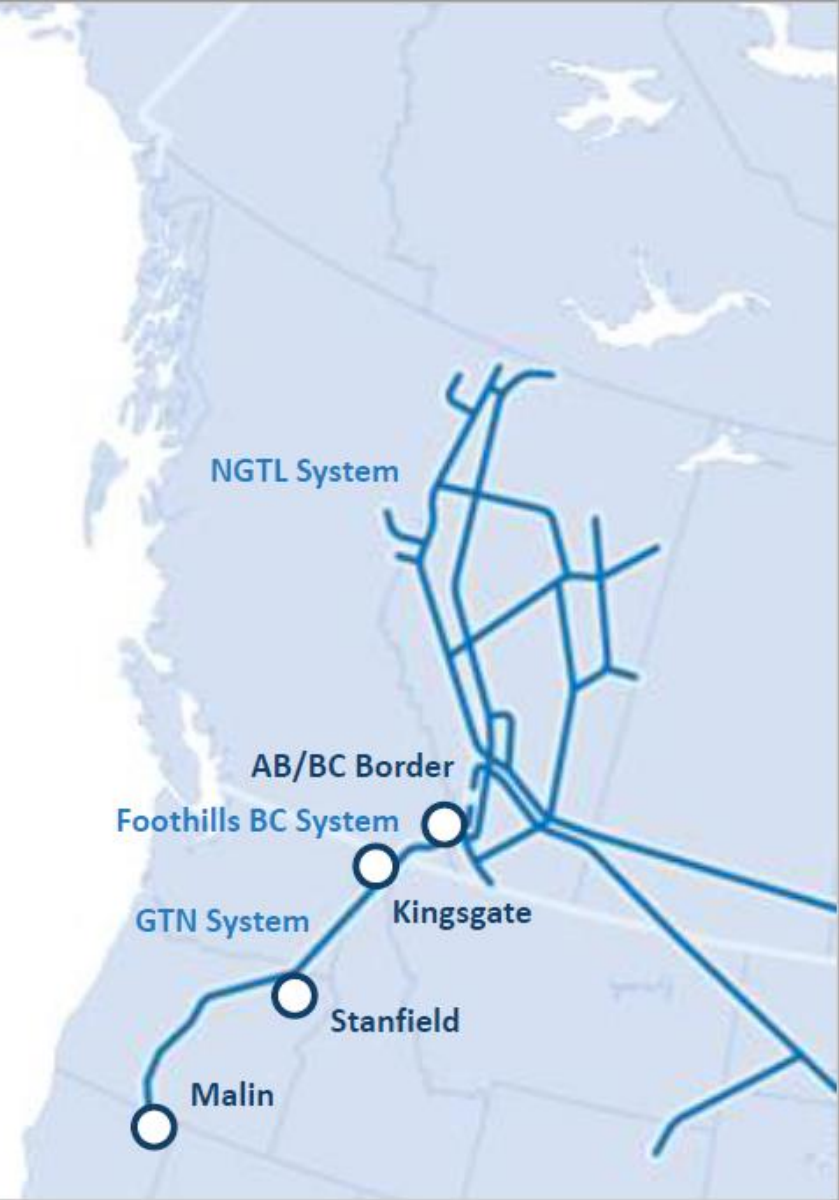 NGTL System
AB/BC Border
Foothills BC System
Kingsgate
GTN System
Stanfield
Malin